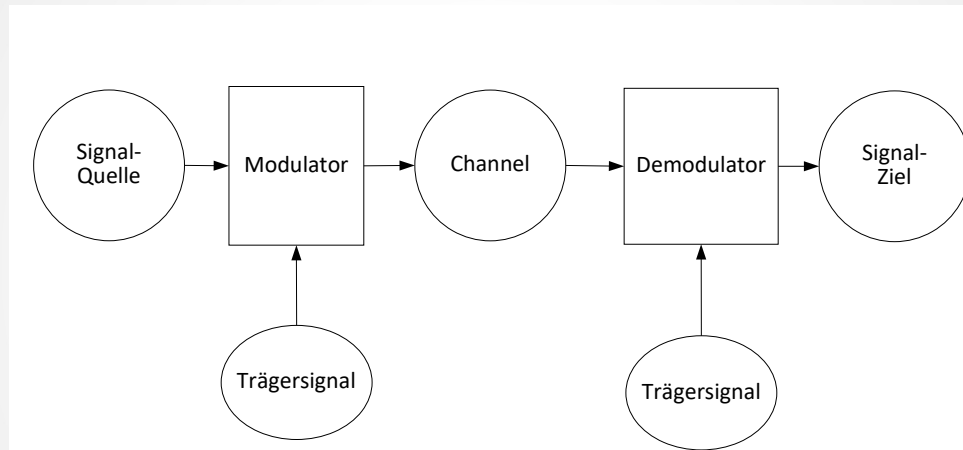 Signal-
Quelle
Modulator
Channel
Demodulator
Signal-
Ziel
Trägersignal
Trägersignal